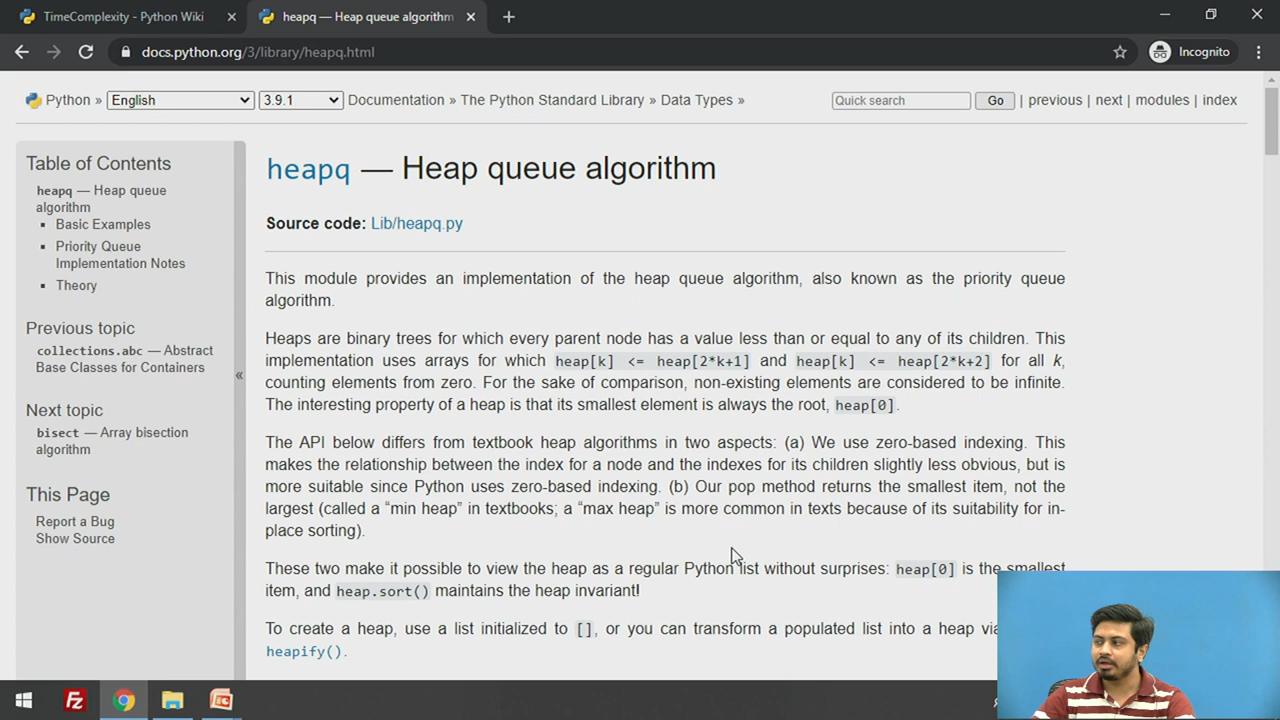 TimeComplexity - Python Wiki
heapq — Heap queue algorithm
docs.python.org/3/library/heapq.html
Incognito
Python » English 3.9.1 Documentation » The Python Standard Library » Data Types »
Quick search Go | previous | next | modules | index
Table of Contents
heapq — Heap queue
algorithm
Basic Examples
Priority Queue
Implementation Notes
Theory
Previous topic
collections.abc — Abstract
Base Classes for Containers
Next topic
bisect — Array bisection
algorithm
This Page
Report a Bug
Show Source
«
heapq — Heap queue algorithm
Source code: Lib/heapq.py
This module provides an implementation of the heap queue algorithm, also known as the priority queue
algorithm.
Heaps are binary trees for which every parent node has a value less than or equal to any of its children. This
implementation uses arrays for which heap[k] <= heap[2*k+1] and heap[k] <= heap[2*k+2] for all k,
counting elements from zero. For the sake of comparison, non-existing elements are considered to be infinite.
The interesting property of a heap is that its smallest element is always the root, heap[0].
The API below differs from textbook heap algorithms in two aspects: (a) We use zero-based indexing. This
makes the relationship between the index for a node and the indexes for its children slightly less obvious, but is
more suitable since Python uses zero-based indexing. (b) Our pop method returns the smallest item, not the
largest (called a “min heap” in textbooks; a “max heap” is more common in texts because of its suitability for in-
place sorting).
These two make it possible to view the heap as a regular Python list without surprises: heap[0] is the smallest
item, and heap.sort() maintains the heap invariant!
To create a heap, use a list initialized to [], or you can transform a populated list into a heap via
heapify().